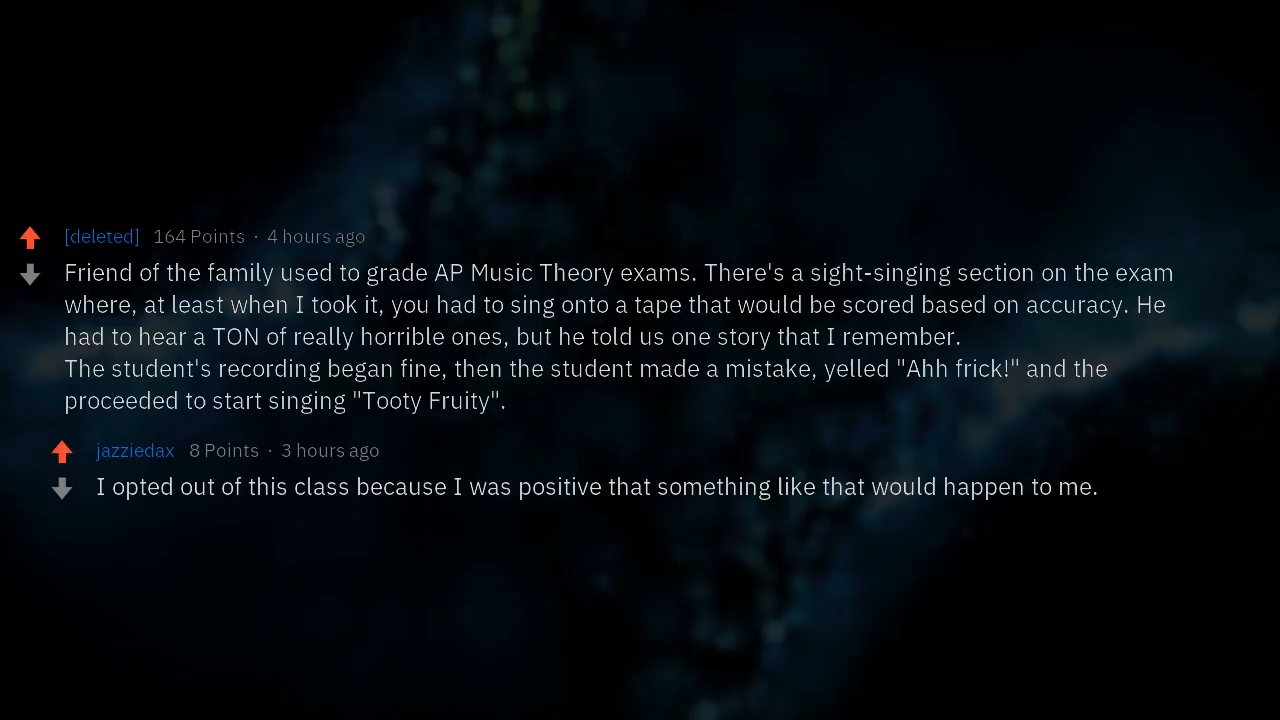 [deleted] 164 Points · 4 hours ago
Friend of the family used to grade AP Music Theory exams. There's a sight-singing section on the exam
where, at least when I took it, you had to sing onto a tape that would be scored based on accuracy. He
had to hear a TON of really horrible ones, but he told us one story that I remember.
The student's recording began fine, then the student made a mistake, yelled "Ahh frick!" and the
proceeded to start singing "Tooty Fruity".
jazziedax 8 Points · 3 hours ago
I opted out of this class because I was positive that something like that would happen to me.